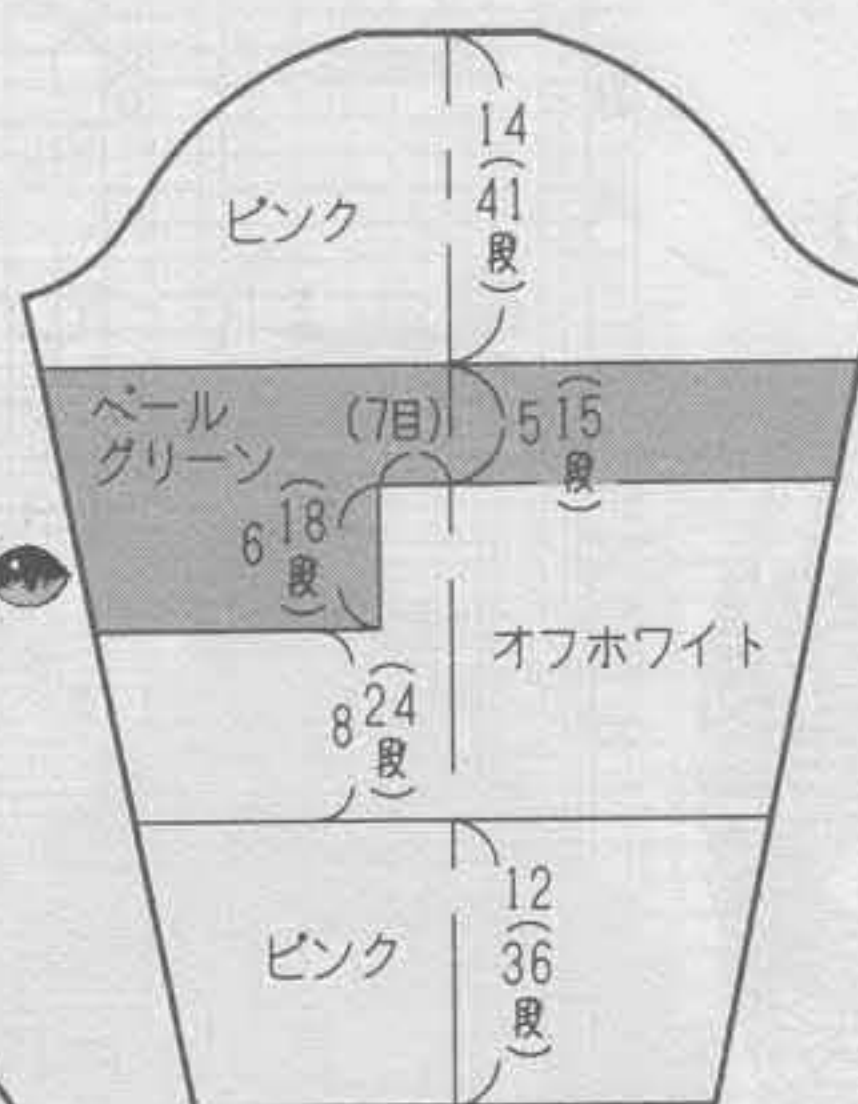 14
(41段)
ピンク
ペール
グリーン
(7目)
5
(15段)
6
(18段)
オフホワイト
8
(24段)
12
(36段)
ピンク